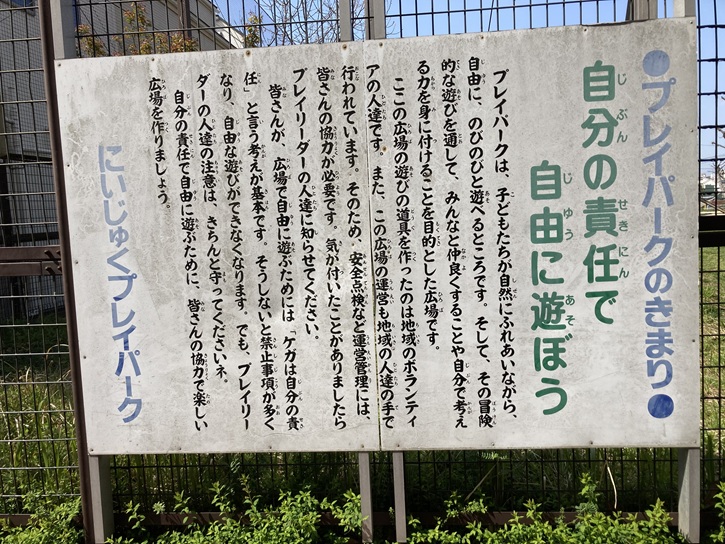 ●プレイパークのきまり●
自分の責任で
自由に遊ぼう
プレイパークは、子どもたちが自然にふれあいながら、
自由に、のびのびと遊べるところです。そして、その冒険
的な遊びを通して、みんなと仲良くすることや自分で考え
る力を身に付けることを目的とした広場です。
ここの広場の遊びの道具を作ったのは地域のボランティ
アの人達です。また、この広場の運営も地域の人達の手で
行われています。そのため、安全点検など運営管理には、
皆さんの協力が必要です。気が付いたことがありましたら
プレイリーダーの人達に知らせてください。
皆さんが、広場で自由に遊ぶためには「ケガは自分の責
任」と言う考えが基本です。そうしないと禁止事項が多く
なり、自由な遊びができなくなります。でも、プレイリー
ダーの人達の注意は、きちんと守ってくださいネ。
自分の責任で自由に遊ぶために、皆さんの協力で楽しい
広場を作りましょう。
にいじゅくプレイパーク